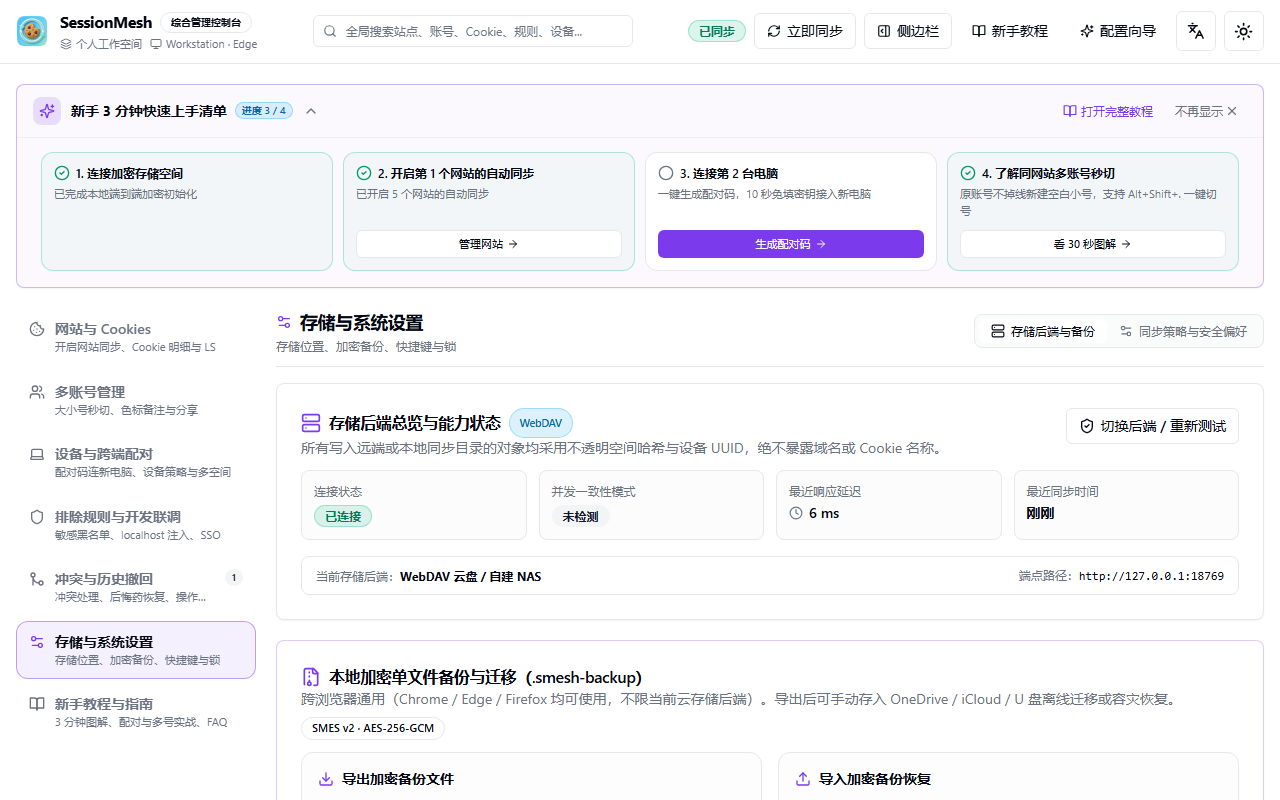 SessionMesh 综合管理控制台
个人工作空间 Workstation · Edge
全局搜索站点、账号、Cookie、规则、设备...
已同步 立即同步 侧边栏 新手教程 配置向导
新手 3 分钟快速上手清单 进度 3 / 4
打开完整教程 不再显示
1. 连接加密存储空间
已完成本地端到端加密初始化
2. 开启第 1 个网站的自动同步
已开启 5 个网站的自动同步
管理网站 →
3. 连接第 2 台电脑
一键生成配对码，10 秒免填密钥接入新电脑
生成配对码 →
4. 了解同网站多账号秒切
原账号不掉线新建空白小号，支持 Alt+Shift+. 一键切
号
看 30 秒图解 →
网站与 Cookies
开启网站同步、Cookie 明细与 LS
多账号管理
大小号秒切、色标备注与分享
设备与跨端配对
配对码连新电脑、设备策略与多空间
排除规则与开发联调
敏感黑名单、localhost 注入、SSO
冲突与历史撤回 1
冲突处理、后悔药恢复、操作...
存储与系统设置
存储位置、加密备份、快捷键与锁
新手教程与指南
3 分钟图解、配对与多号实战、FAQ
存储与系统设置
存储位置、加密备份、快捷键与锁
存储后端与备份 同步策略与安全偏好
存储后端总览与能力状态 WebDAV
所有写入远端或本地同步目录的对象均采用不透明空间哈希与设备 UUID，绝不暴露域名或 Cookie 名称。
切换后端 / 重新测试
连接状态
已连接
并发一致性模式
未检测
最近响应延迟
6 ms
最近同步时间
刚刚
当前存储后端： WebDAV 云盘 / 自建 NAS
端点路径： http://127.0.0.1:18769
本地加密单文件备份与迁移（.smesh-backup）
跨浏览器通用（Chrome / Edge / Firefox 均可使用，不限当前云存储后端）。导出后可手动存入 OneDrive / iCloud / U 盘离线迁移或容灾恢复。
SMES v2 · AES-256-GCM
导出加密备份文件
导入加密备份恢复